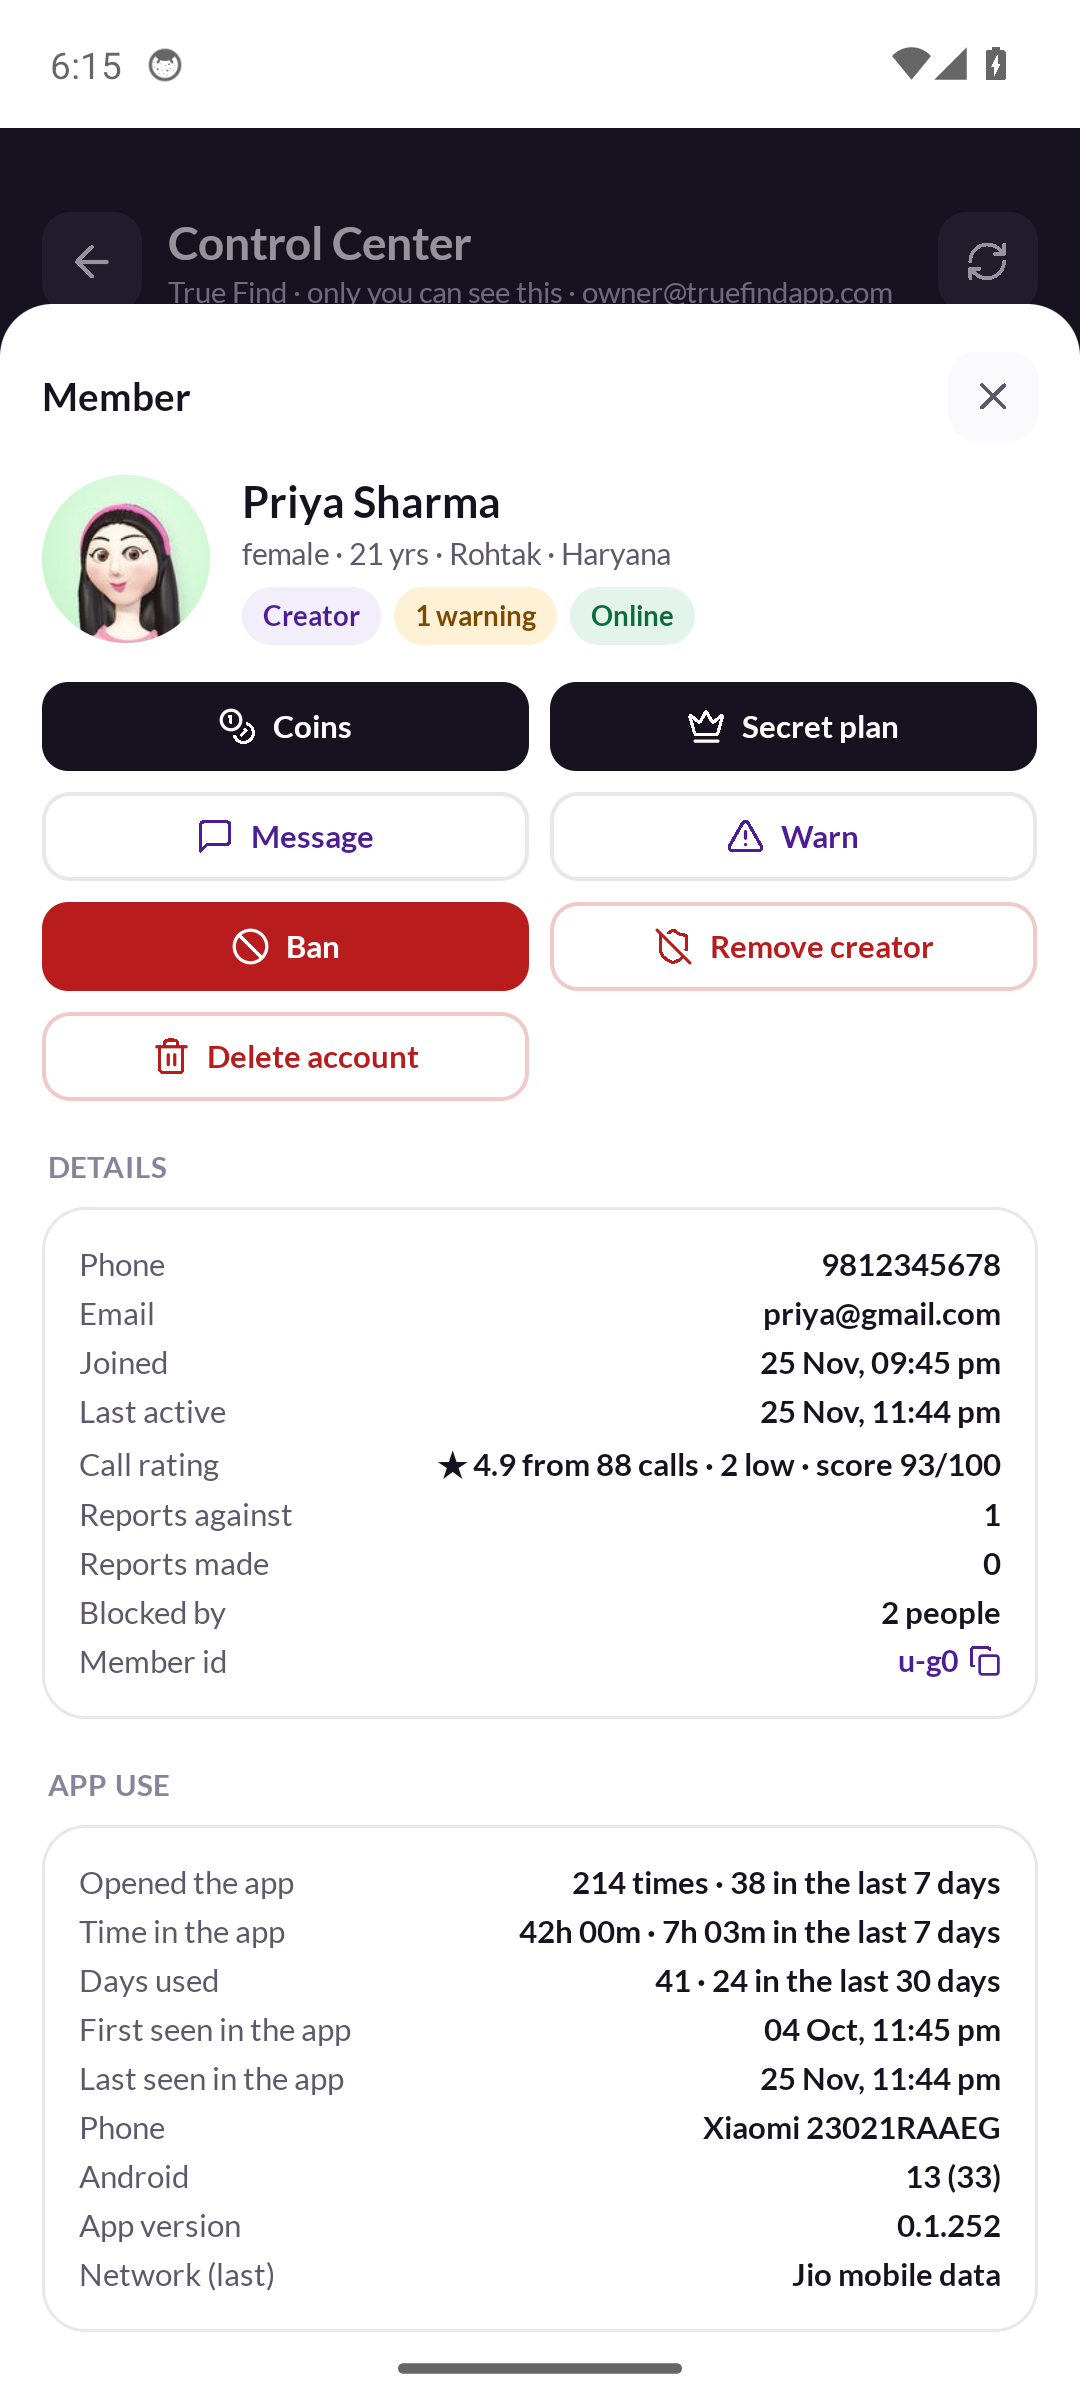 6:15
Control Center
True Find · only you can see this · owner@truefindapp.com
Member
Priya Sharma
female · 21 yrs · Rohtak · Haryana
Creator 1 warning Online
Coins Secret plan
Message Warn
Ban Remove creator
Delete account
DETAILS
Phone 9812345678
Email priya@gmail.com
Joined 25 Nov, 09:45 pm
Last active 25 Nov, 11:44 pm
Call rating ★ 4.9 from 88 calls · 2 low · score 93/100
Reports against 1
Reports made 0
Blocked by 2 people
Member id u-g0
APP USE
Opened the app 214 times · 38 in the last 7 days
Time in the app 42h 00m · 7h 03m in the last 7 days
Days used 41 · 24 in the last 30 days
First seen in the app 04 Oct, 11:45 pm
Last seen in the app 25 Nov, 11:44 pm
Phone Xiaomi 23021RAAEG
Android 13 (33)
App version 0.1.252
Network (last) Jio mobile data